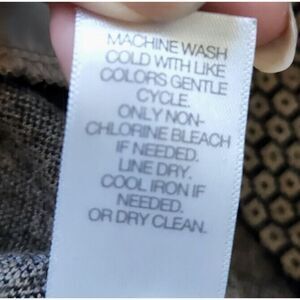 MACHINE WASH
COLD WITH LIKE
COLORS GENTLE
CYCLE.
ONLY NON-
CHLORINE BLEACH
IF NEEDED.
LINE DRY.
COOL IRON IF
NEEDED.
OR DRY CLEAN.